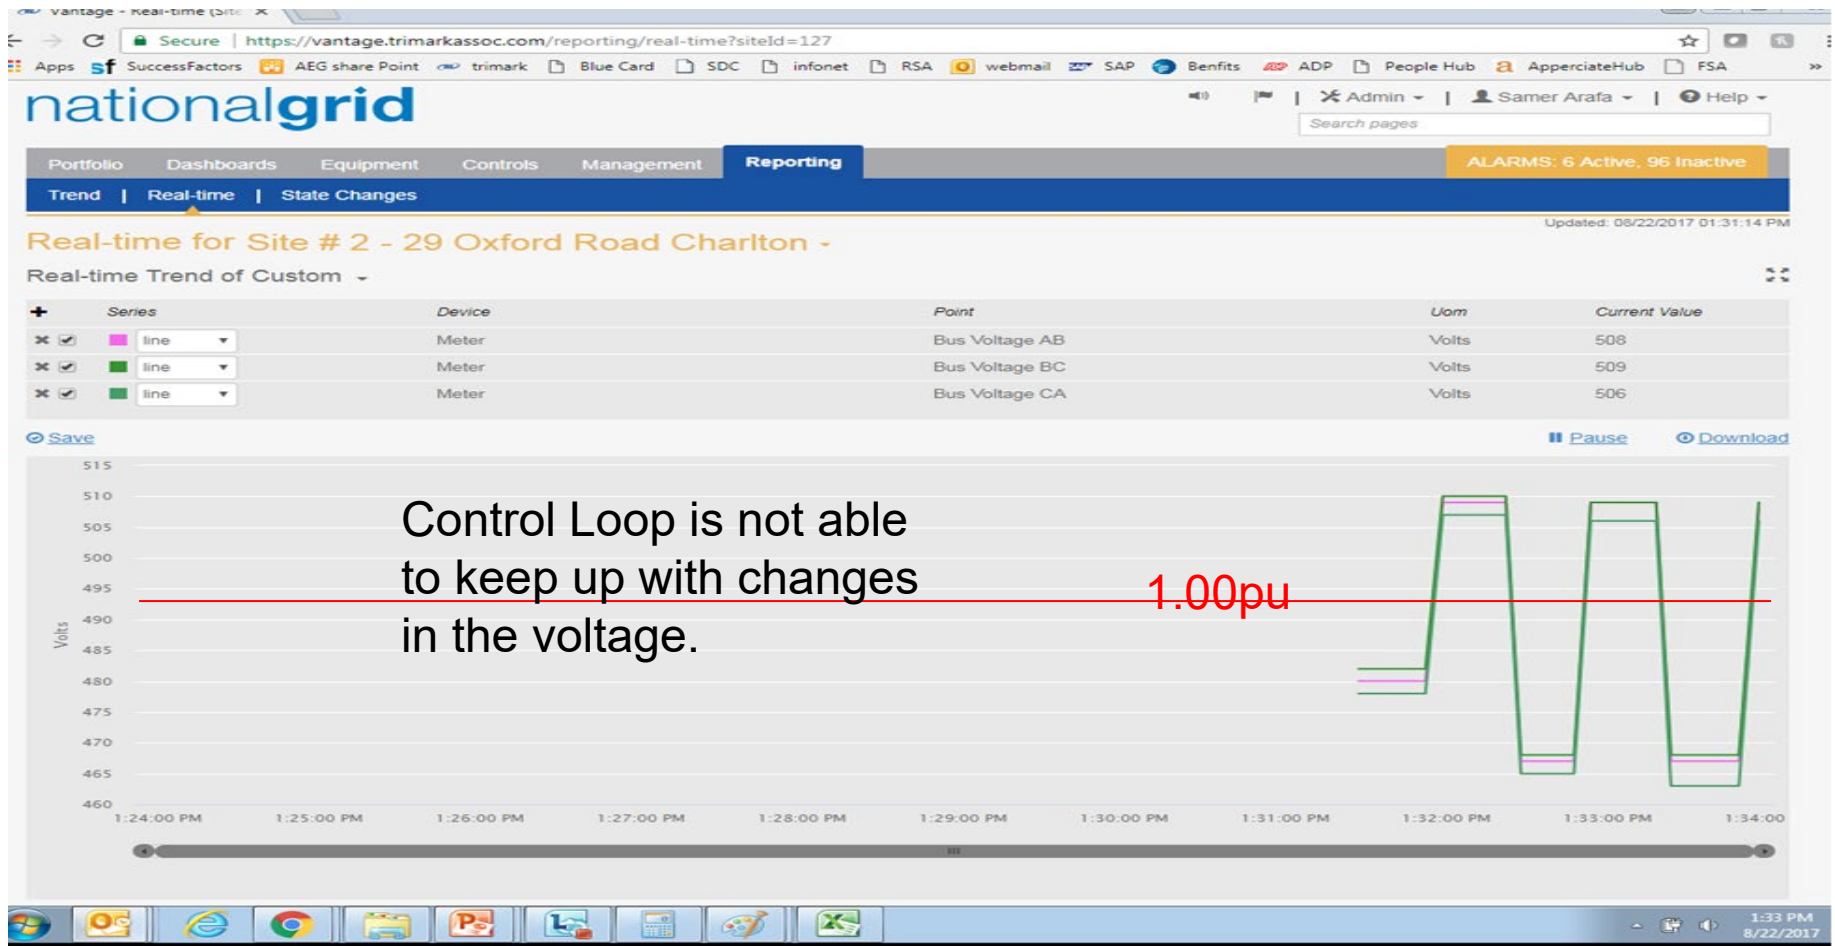 Vantage - Real-time (Site
Secure | https://vantage.trimarkassoc.com/reporting/real-time?siteId=127
Apps SuccessFactors AEG share Point trimark Blue Card SDC infonet RSA webmail SAP Benfits ADP People Hub ApperciateHub FSA »
nationalgrid
| Admin | Samer Arafa | Help
Search pages
Portfolio Dashboards Equipment Controls Management Reporting ALARMS: 6 Active, 96 Inactive
Trend | Real-time | State Changes
Updated: 08/22/2017 01:31:14 PM
Real-time for Site # 2 - 29 Oxford Road Charlton
Real-time Trend of Custom
Series Device Point Uom Current Value
line Meter Bus Voltage AB Volts 508
line Meter Bus Voltage BC Volts 509
line Meter Bus Voltage CA Volts 506
Save Pause Download
515
510
505
500
495
490
485
480
475
470
465
460
Volts
Control Loop is not able
to keep up with changes
in the voltage.
1.00pu
1:24:00 PM 1:25:00 PM 1:26:00 PM 1:27:00 PM 1:28:00 PM 1:29:00 PM 1:30:00 PM 1:31:00 PM 1:32:00 PM 1:33:00 PM 1:34:00
1:33 PM
8/22/2017